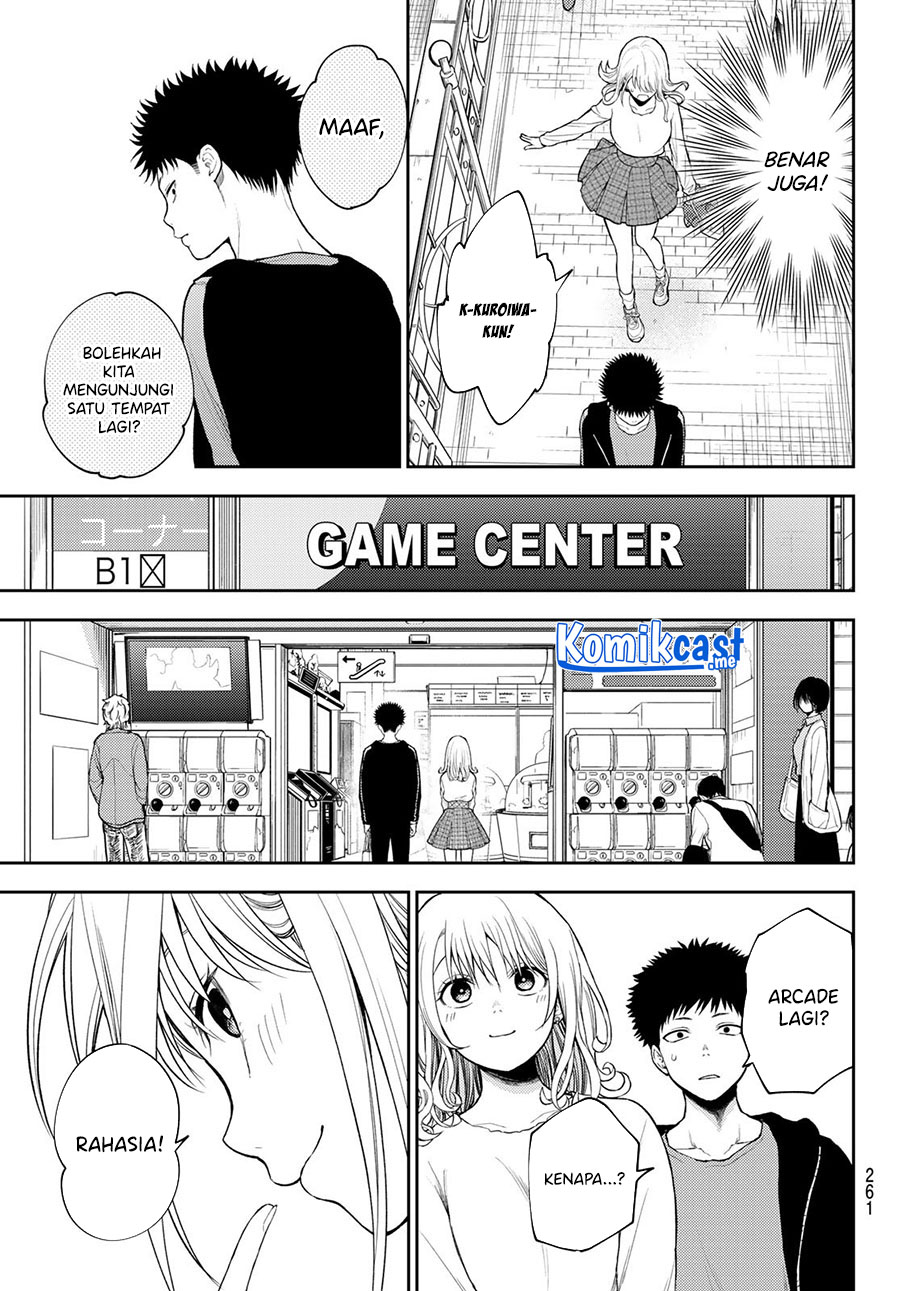 BENAR
JUGA!
K-KUROIWA-
KUN!
MAAF,
BOLEHKAH
KITA
MENGUNJUNGI
SATU TEMPAT
LAGI?
コーナー
B1
GAME CENTER
Komikcast
.me
ARCADE
LAGI?
KENAPA...?
RAHASIA!
261